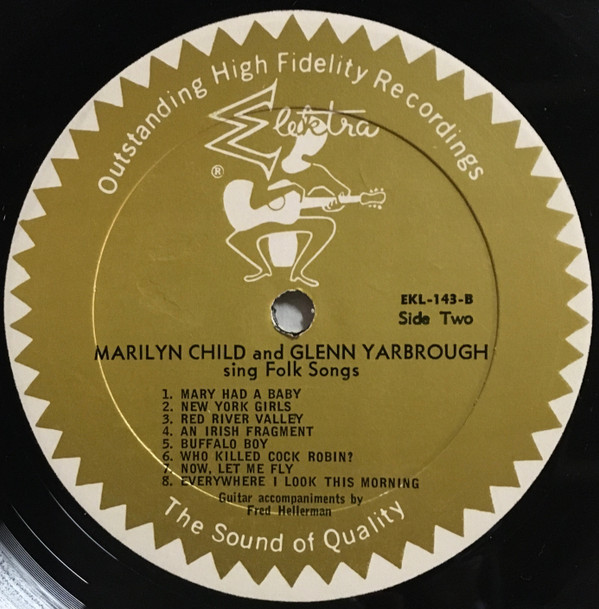 Outstanding High Fidelity Recordings
Elektra
®
EKL-143-B
Side Two
MARILYN CHILD and GLENN YARBROUGH
sing Folk Songs
1. MARY HAD A BABY
2. NEW YORK GIRLS
3. RED RIVER VALLEY
4. AN IRISH FRAGMENT
5. BUFFALO BOY
6. WHO KILLED COCK ROBIN?
7. NOW, LET ME FLY
8. EVERYWHERE I LOOK THIS MORNING
Guitar accompaniments by
Fred Hellerman
The Sound of Quality